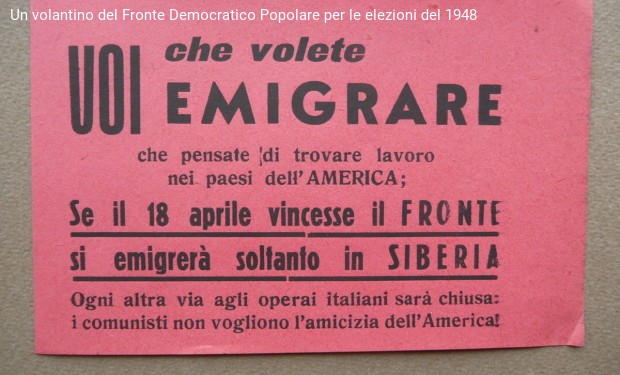 Un volantino del Fronte Democratico Popolare per le elezioni del 1948
VOI che volete
EMIGRARE
che pensate di trovare lavoro
nei paesi dell'AMERICA;
Se il 18 aprile vincesse il FRONTE
si emigrerà soltanto in SIBERIA
Ogni altra via agli operai italiani sarà chiusa:
i comunisti non vogliono l'amicizia dell'America!